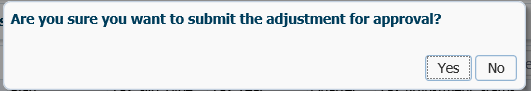 Are you sure you want to submit the adjustment for approval?
Yes No